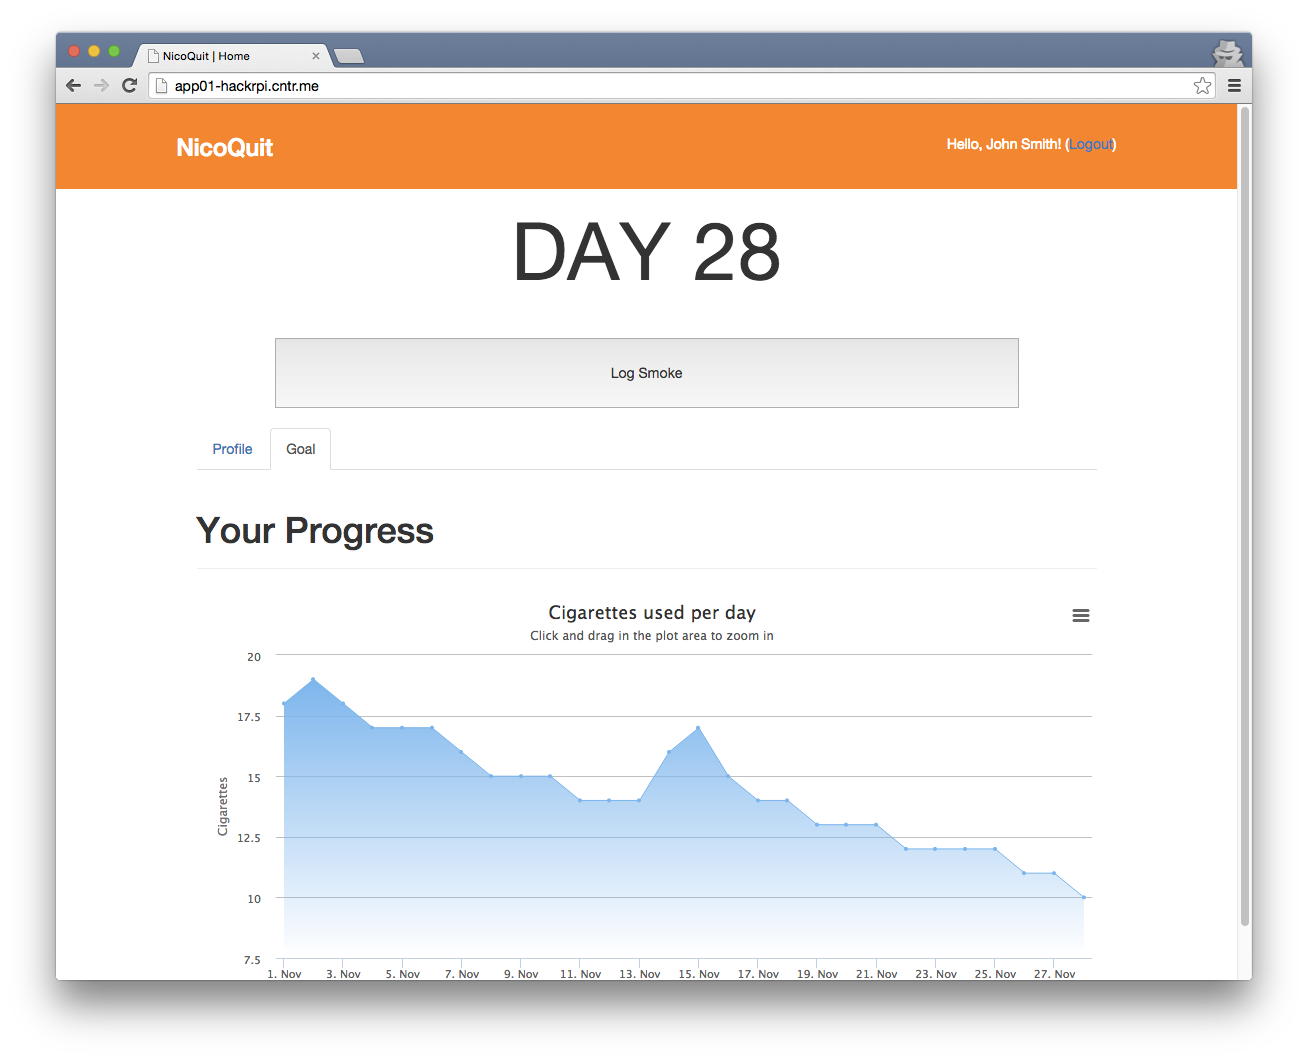 NicoQuit | Home
app01-hackrpi.cntr.me
NicoQuit
Hello, John Smith! (Logout)
DAY 28
Log Smoke
Profile
Goal
Your Progress
Cigarettes used per day
Click and drag in the plot area to zoom in
Cigarettes
20
17.5
15
12.5
10
7.5
1. Nov 3. Nov 5. Nov 7. Nov 9. Nov 11. Nov 13. Nov 15. Nov 17. Nov 19. Nov 21. Nov 23. Nov 25. Nov 27. Nov